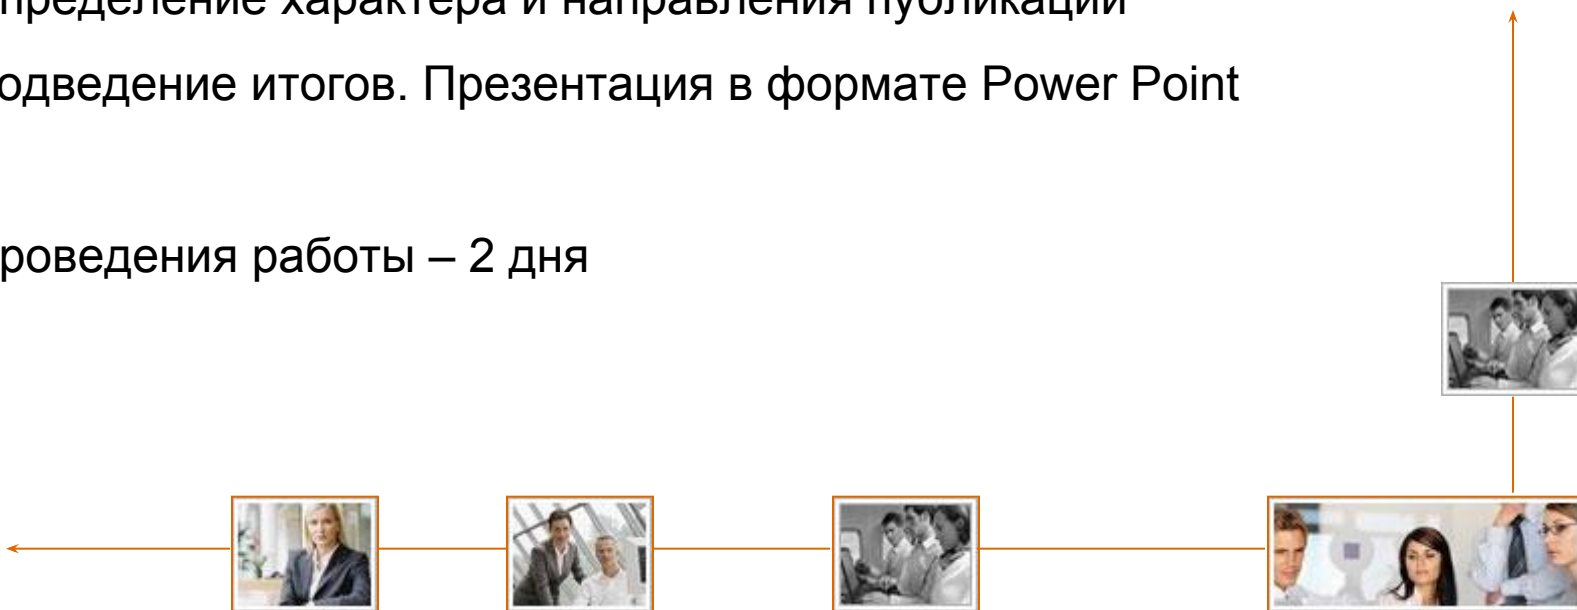 пределение характера и направления публикаций
одведение итогов. Презентация в формате Power Point
роведения работы – 2 дня